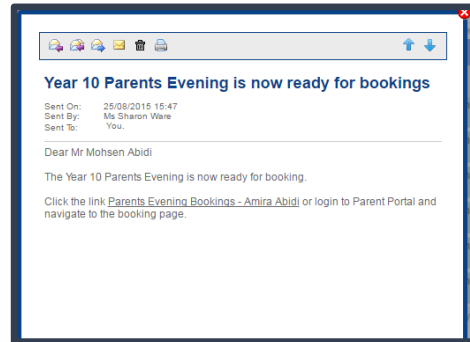 Year 10 Parents Evening is now ready for bookings
Sent On: 25/08/2015 15:47
Sent By: Ms Sharon Ware
Sent To: You.
Dear Mr Mohsen Abidi
The Year 10 Parents Evening is now ready for booking.
Click the link Parents Evening Bookings - Amira Abidi or login to Parent Portal and
navigate to the booking page.